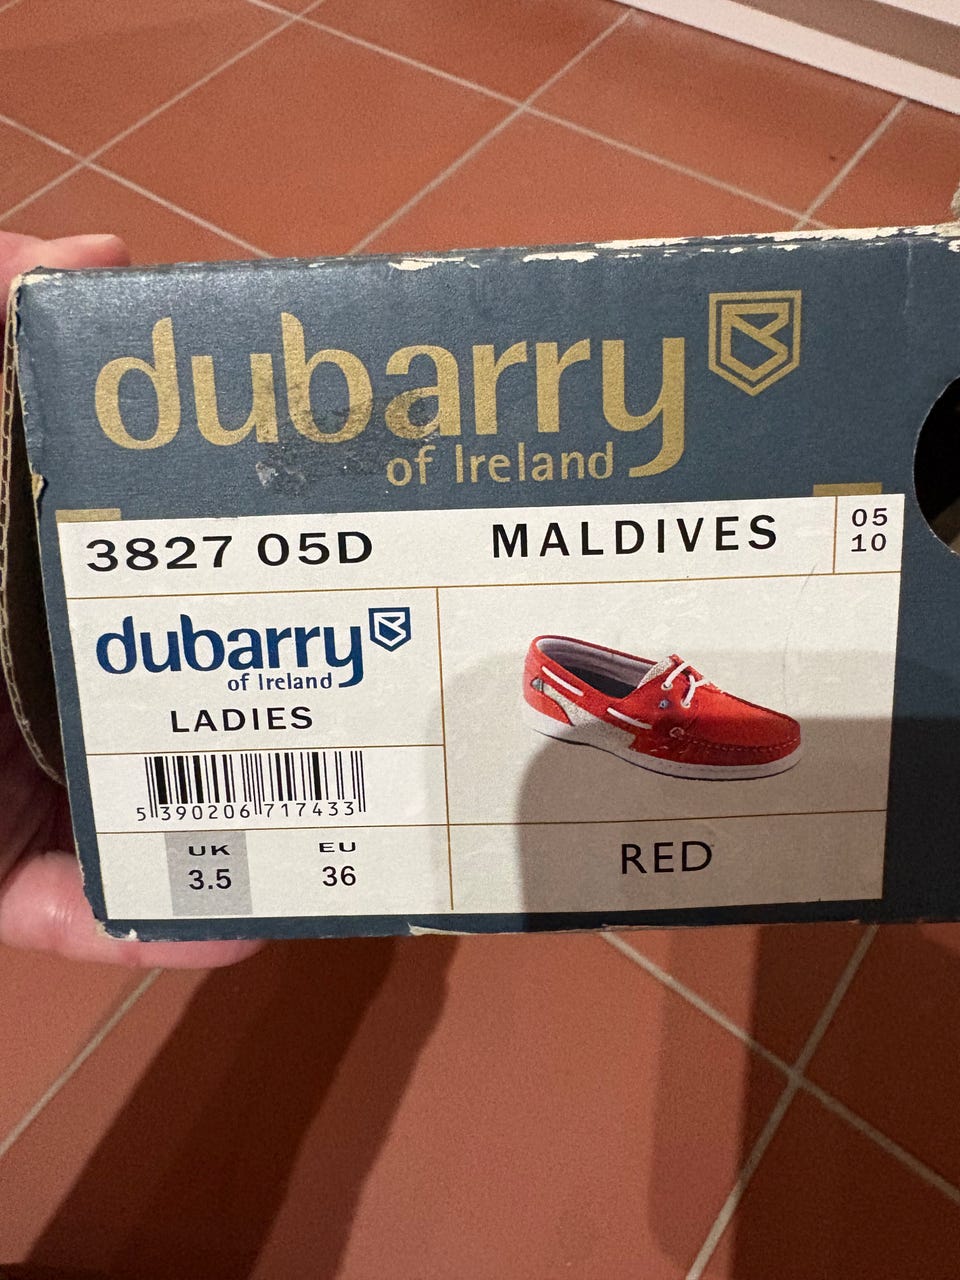 dubarry
of Ireland
3827 05D MALDIVES 05
10
dubarry
of Ireland
LADIES
5 390206 717433
UK EU
3.5 36
RED